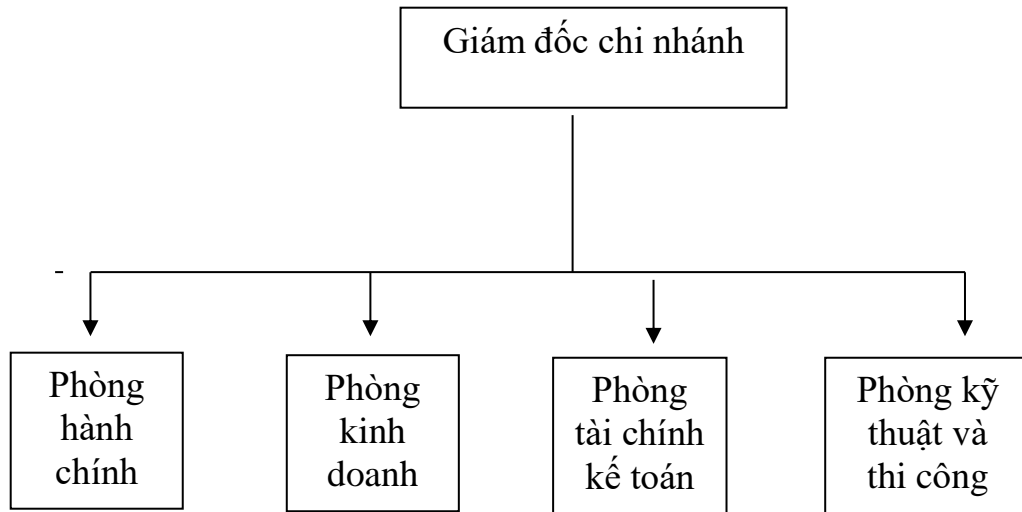 Giám đốc chi nhánh
-
Phòng
hành
chính
Phòng
kinh
doanh
Phòng
tài chính
kế toán
Phòng kỹ
thuật và
thi công